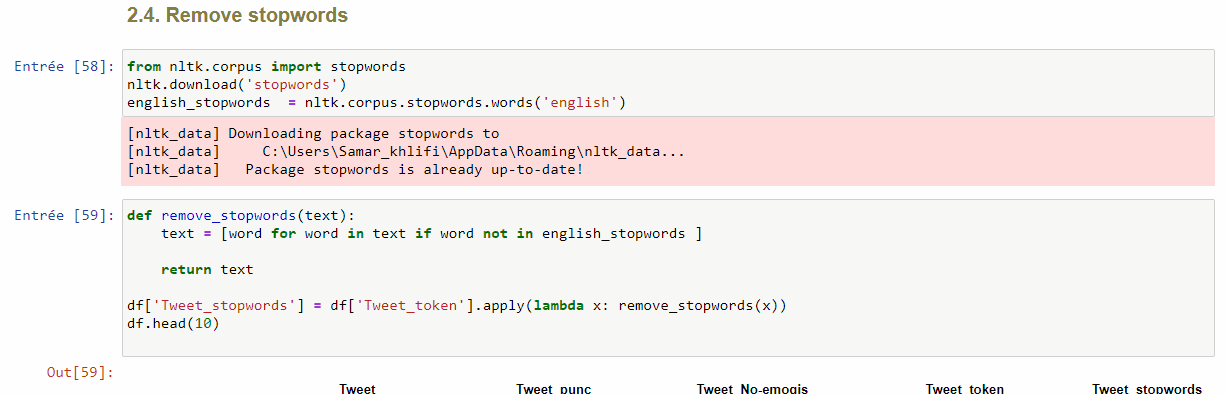 2.4. Remove stopwords
Entrée [58]:
from nltk.corpus import stopwords
nltk.download('stopwords')
english_stopwords  = nltk.corpus.stopwords.words('english')
[nltk_data] Downloading package stopwords to
[nltk_data]     C:\Users\Samar_khlifi\AppData\Roaming\nltk_data...
[nltk_data]   Package stopwords is already up-to-date!
Entrée [59]:
def remove_stopwords(text):
    text = [word for word in text if word not in english_stopwords ]
    return text
df['Tweet_stopwords'] = df['Tweet_token'].apply(lambda x: remove_stopwords(x))
df.head(10)
Out[59]:
Tweet Tweet_punc Tweet_No-emogis Tweet_token Tweet_stopwords